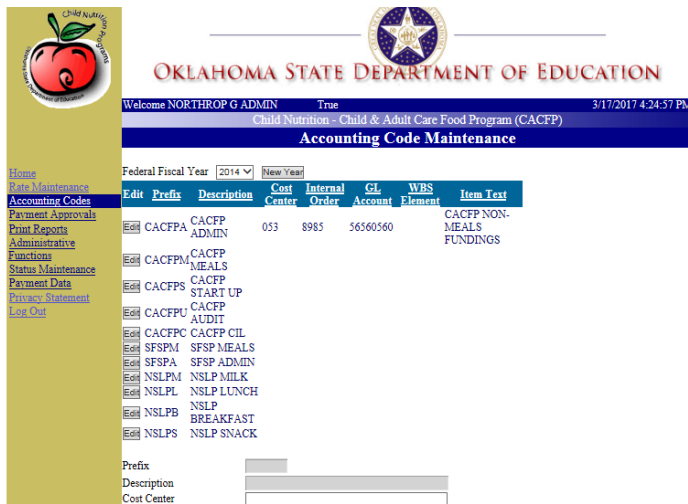 Child Nutrition Programs
Department of Education
OKLAHOMA STATE DEPARTMENT OF EDUCATION
Welcome NORTHROP G ADMIN True 3/17/2017 4:24:57 PM
Child Nutrition - Child & Adult Care Food Program (CACFP)
Accounting Code Maintenance
Home
Rate Maintenance
Accounting Codes
Payment Approvals
Print Reports
Administrative
Functions
Status Maintenance
Payment Data
Privacy Statement
Log Out
Federal Fiscal Year 2014 New Year
Edit Prefix Description Cost Center Internal Order GL Account WBS Element Item Text
Edit CACFPA CACFP ADMIN 053 8985 56560560 CACFP NON-MEALS FUNDINGS
Edit CACFPM CACFP MEALS
Edit CACFPS CACFP START UP
Edit CACFPU CACFP AUDIT
Edit CACFPC CACFP CIL
Edit SFSPM SFSP MEALS
Edit SFSPA SFSP ADMIN
Edit NSLPM NSLP MILK
Edit NSLPL NSLP LUNCH
Edit NSLPB NSLP BREAKFAST
Edit NSLPS NSLP SNACK
Prefix
Description
Cost Center